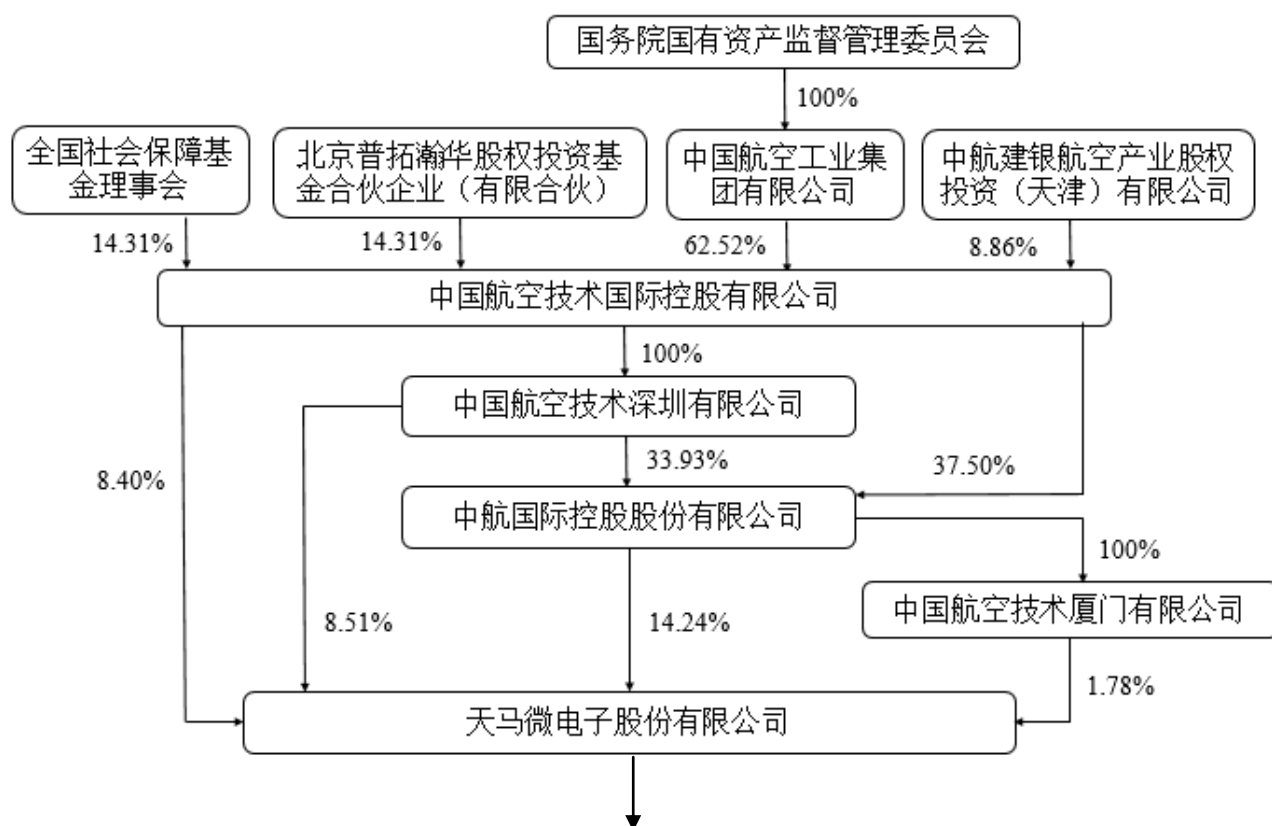 国务院国有资产监督管理委员会
100%
全国社会保障基
金理事会
北京普拓瀚华股权投资基
金合伙企业（有限合伙）
中国航空工业集
团有限公司
中航建银航空产业股权
投资（天津）有限公司
14.31%
14.31%
62.52%
8.86%
中国航空技术国际控股有限公司
100%
中国航空技术深圳有限公司
33.93%
37.50%
8.40%
中航国际控股股份有限公司
100%
中国航空技术厦门有限公司
8.51%
14.24%
1.78%
天马微电子股份有限公司